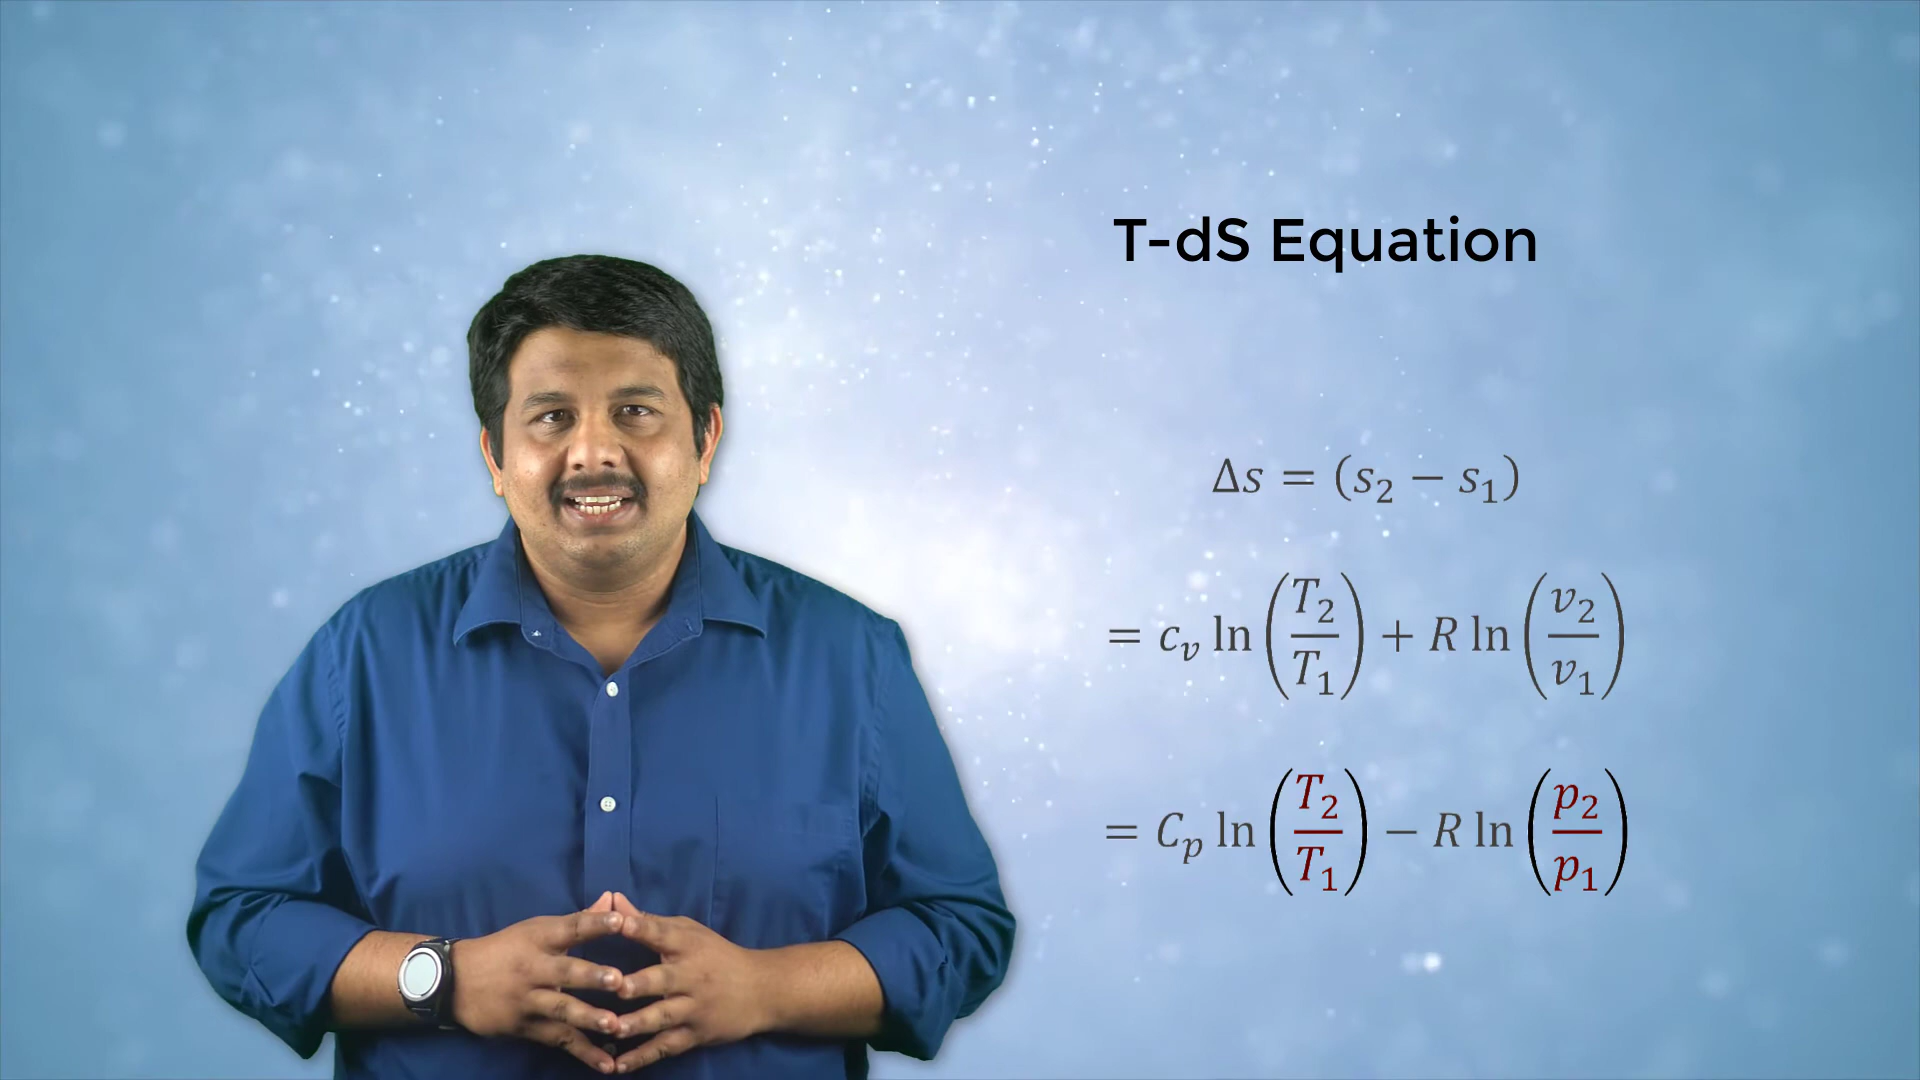 T-dS Equation
Δs = (s₂ − s₁)
= c_v ln(T₂/T₁) + R ln(v₂/v₁)
= C_p ln(T₂/T₁) − R ln(p₂/p₁)